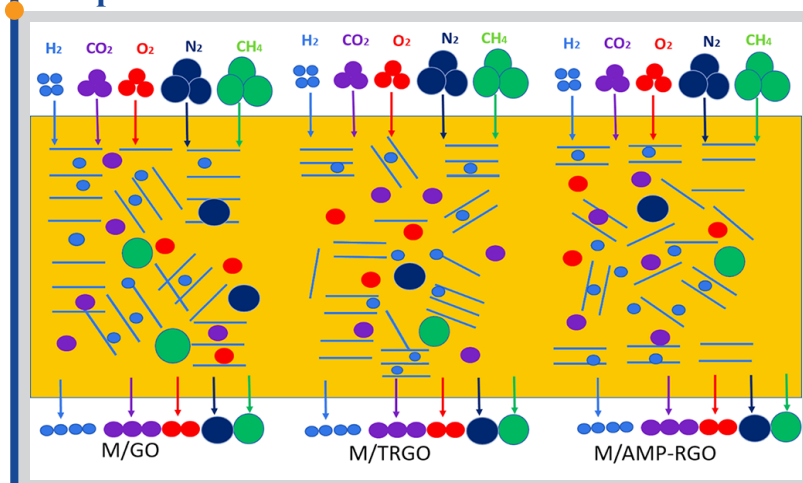 H₂ CO₂ O₂ N₂ CH₄ H₂ CO₂ O₂ N₂ CH₄ H₂ CO₂ O₂ N₂ CH₄
M/GO M/TRGO M/AMP-RGO